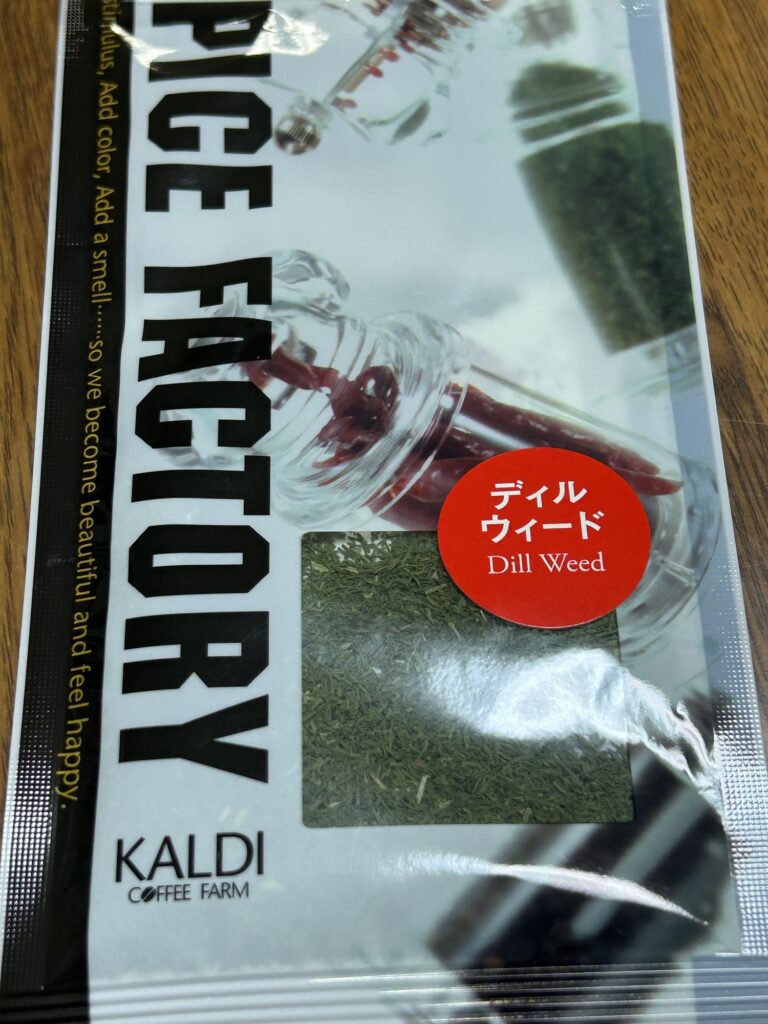 PICE FACTORY
stimulus, Add color, Add a smell……so we become beautiful and feel happy.
ディル
ウィード
Dill Weed
KALDI
COFFEE FARM